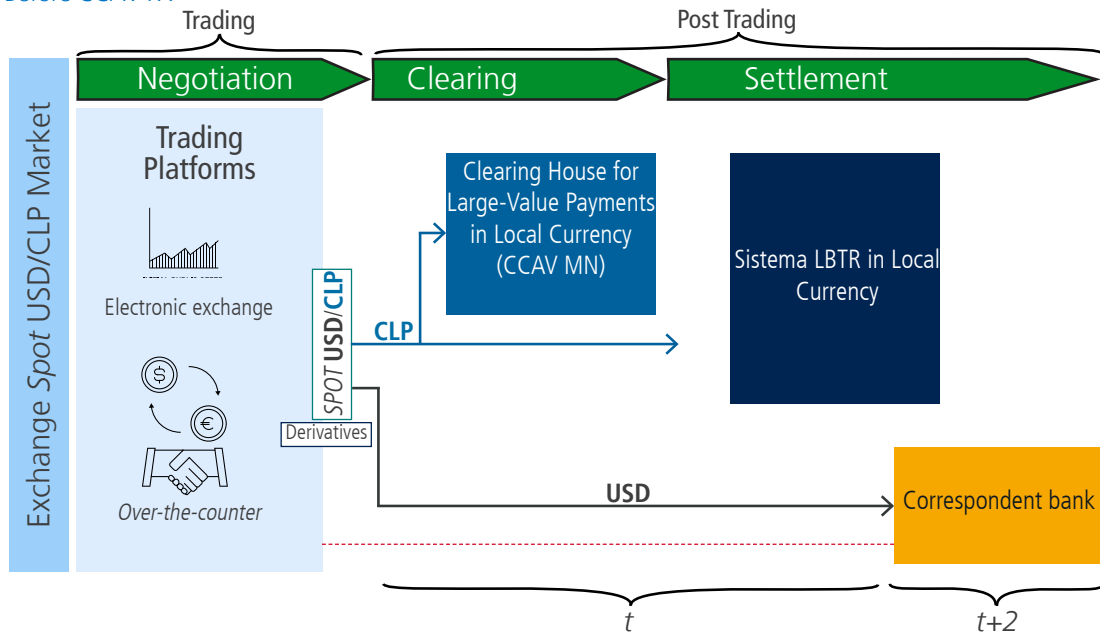 Trading
Post Trading
Negotiation
Clearing
Settlement
Exchange Spot USD/CLP Market
Trading
Platforms
Electronic exchange
$
€
Over-the-counter
SPOT USD/CLP
Derivatives
CLP
Clearing House for
Large-Value Payments
in Local Currency
(CCAV MN)
Sistema LBTR in Local
Currency
USD
Correspondent bank
t
t+2